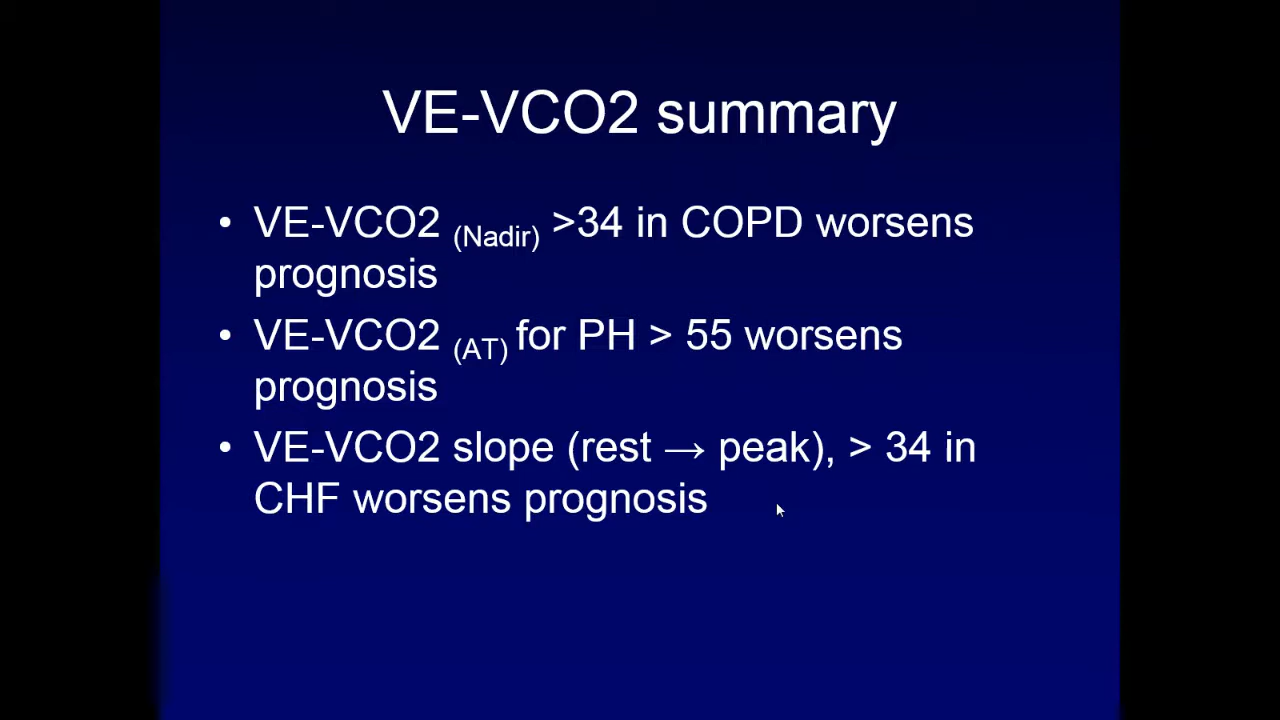 VE-VCO2 summary
• VE-VCO2 (Nadir) >34 in COPD worsens
prognosis
• VE-VCO2 (AT) for PH > 55 worsens
prognosis
• VE-VCO2 slope (rest → peak), > 34 in
CHF worsens prognosis